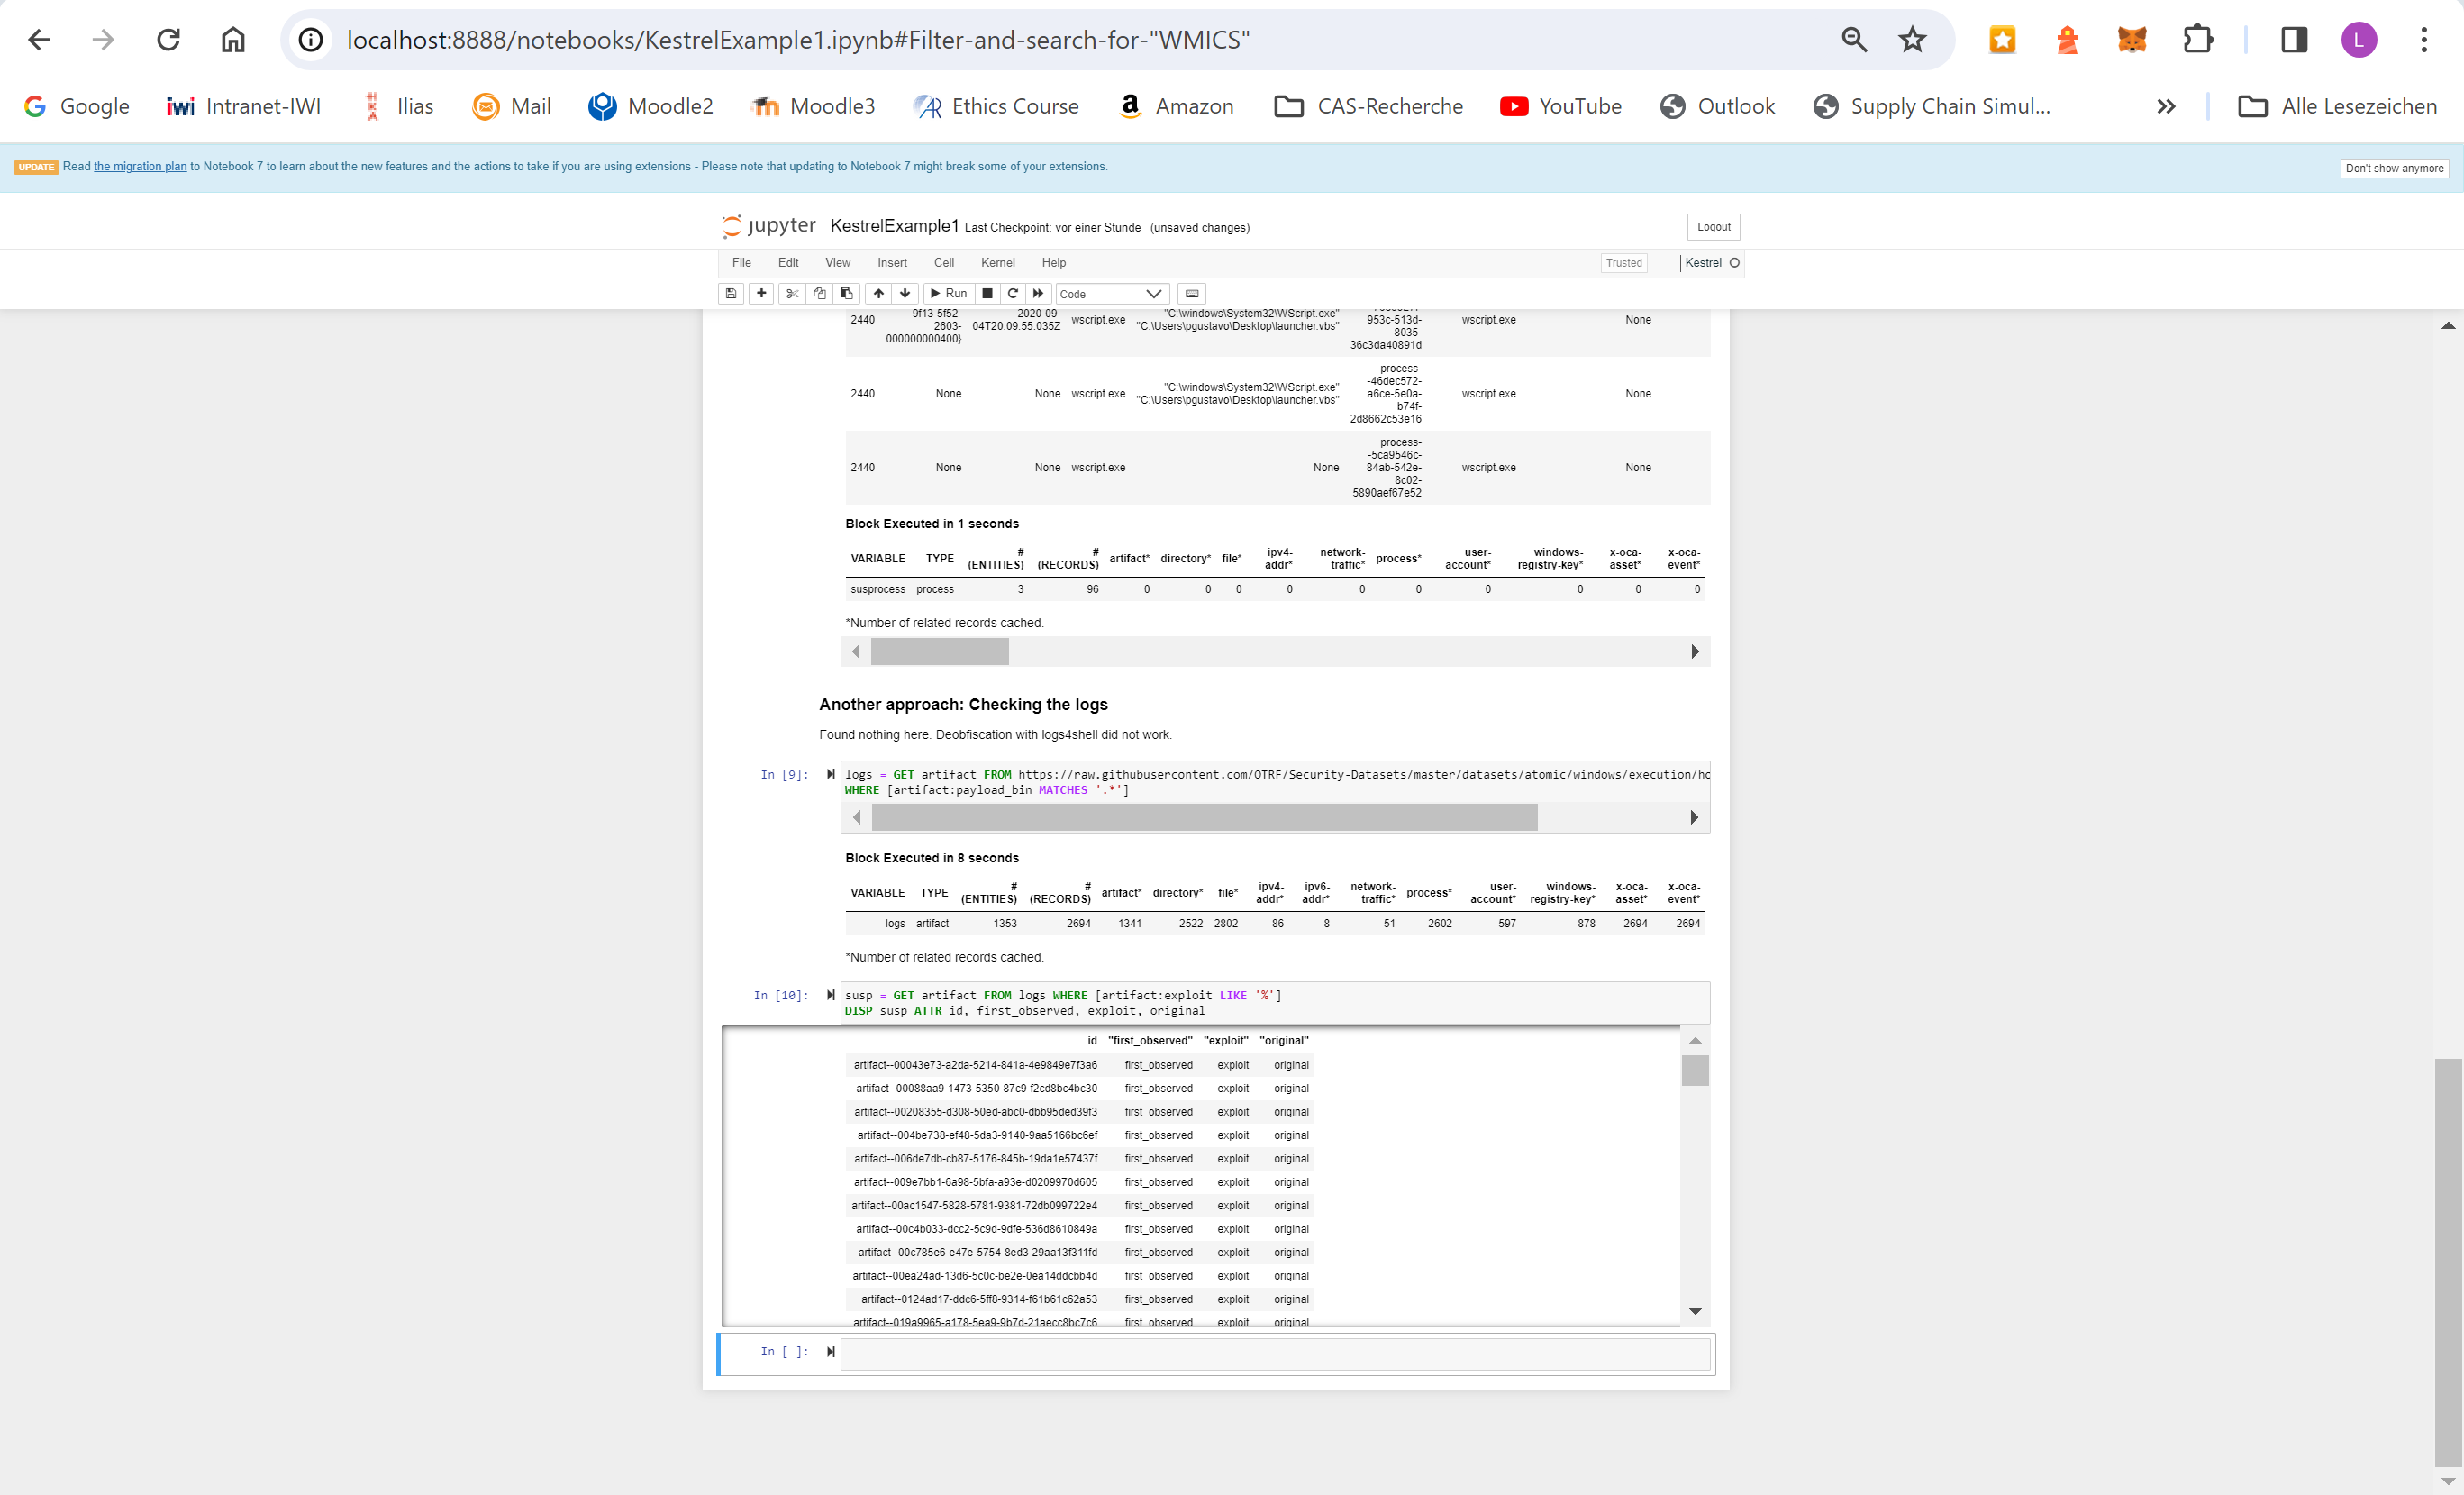 localhost:8888/notebooks/KestrelExample1.ipynb#Filter-and-search-for-"WMICS"
L
Google Intranet-IWI Ilias Mail Moodle2 Moodle3 Ethics Course Amazon CAS-Recherche YouTube Outlook Supply Chain Simul... Alle Lesezeichen
UPDATE Read the migration plan to Notebook 7 to learn about the new features and the actions to take if you are using extensions - Please note that updating to Notebook 7 might break some of your extensions. Don't show anymore
jupyter KestrelExample1 Last Checkpoint: vor einer Stunde (unsaved changes) Logout
File Edit View Insert Cell Kernel Help Trusted Kestrel
Run Code
2440 9f13-5f52-2603-000000000400} 2020-09-04T20:09:55.035Z wscript.exe "C:\windows\System32\WScript.exe" "C:\Users\pgustavo\Desktop\launcher.vbs" 953c-513d-8035-36c3da40891d wscript.exe None
2440 None None wscript.exe "C:\windows\System32\WScript.exe" "C:\Users\pgustavo\Desktop\launcher.vbs" process--46dec572-a6ce-5e0a-b74f-2d8662c53e16 wscript.exe None
2440 None None wscript.exe None process--5ca9546c-84ab-542e-8c02-5890aef67e52 wscript.exe None
Block Executed in 1 seconds
VARIABLE TYPE # (ENTITIES) # (RECORDS) artifact* directory* file* ipv4-addr* network-traffic* process* user-account* windows-registry-key* x-oca-asset* x-oca-event*
susprocess process 3 96 0 0 0 0 0 0 0 0 0 0
*Number of related records cached.
Another approach: Checking the logs
Found nothing here. Deobfiscation with logs4shell did not work.
In [9]: logs = GET artifact FROM https://raw.githubusercontent.com/OTRF/Security-Datasets/master/datasets/atomic/windows/execution/ho
WHERE [artifact:payload_bin MATCHES '.*']
Block Executed in 8 seconds
VARIABLE TYPE # (ENTITIES) # (RECORDS) artifact* directory* file* ipv4-addr* ipv6-addr* network-traffic* process* user-account* windows-registry-key* x-oca-asset* x-oca-event*
logs artifact 1353 2694 1341 2522 2802 86 8 51 2602 597 878 2694 2694
*Number of related records cached.
In [10]: susp = GET artifact FROM logs WHERE [artifact:exploit LIKE '%']
DISP susp ATTR id, first_observed, exploit, original
id "first_observed" "exploit" "original"
artifact--00043e73-a2da-5214-841a-4e9849e7f3a6 first_observed exploit original
artifact--00088aa9-1473-5350-87c9-f2cd8bc4bc30 first_observed exploit original
artifact--00208355-d308-50ed-abc0-dbb95ded39f3 first_observed exploit original
artifact--004be738-ef48-5da3-9140-9aa5166bc6ef first_observed exploit original
artifact--006de7db-cb87-5176-845b-19da1e57437f first_observed exploit original
artifact--009e7bb1-6a98-5bfa-a93e-d0209970d605 first_observed exploit original
artifact--00ac1547-5828-5781-9381-72db099722e4 first_observed exploit original
artifact--00c4b033-dcc2-5c9d-9dfe-536d8610849a first_observed exploit original
artifact--00c785e6-e47e-5754-8ed3-29aa13f311fd first_observed exploit original
artifact--00ea24ad-13d6-5c0c-be2e-0ea14ddcbb4d first_observed exploit original
artifact--0124ad17-ddc6-5ff8-9314-f61b61c62a53 first_observed exploit original
artifact--019a9965-a178-5ea9-9b7d-21aecc8bc7c6 first_observed exploit original
In [ ]: